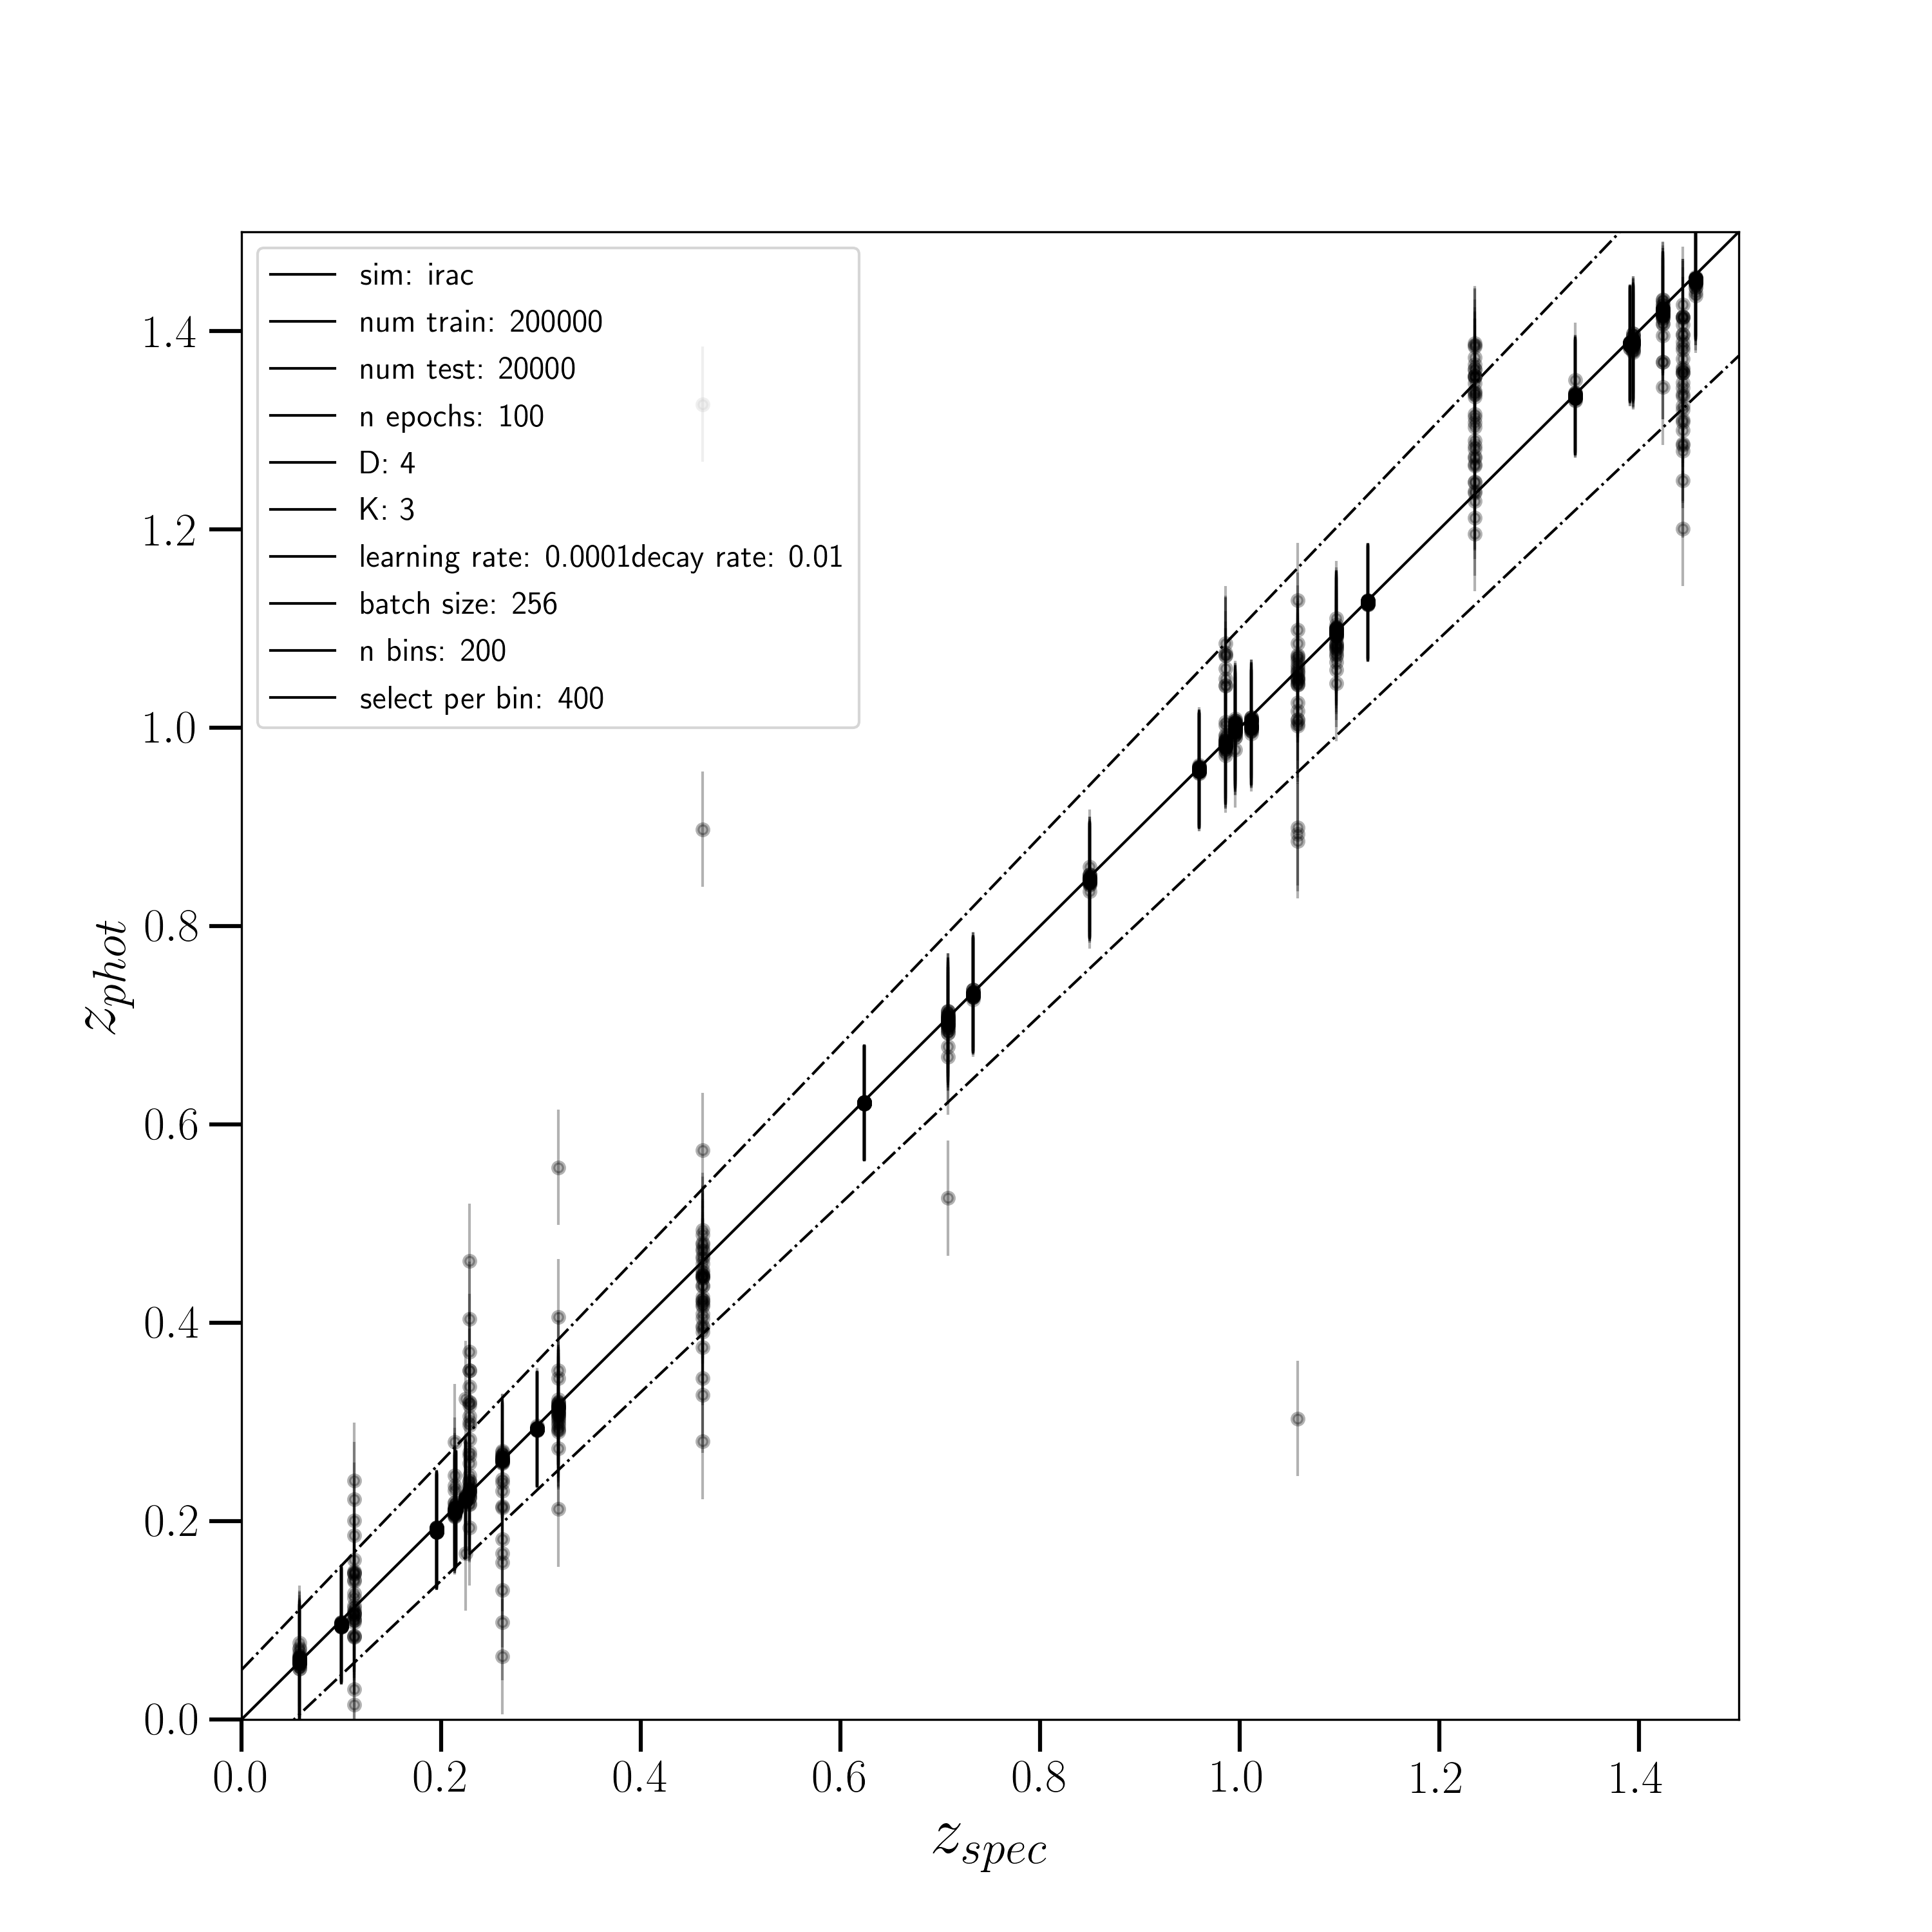 sim: irac
num train: 200000
num test: 20000
n epochs: 100
D: 4
K: 3
learning rate: 0.0001decay rate: 0.01
batch size: 256
n bins: 200
select per bin: 400
1.4
1.2
1.0
0.8
0.6
0.4
0.2
0.0
z_phot
0.0 0.2 0.4 0.6 0.8 1.0 1.2 1.4
z_spec